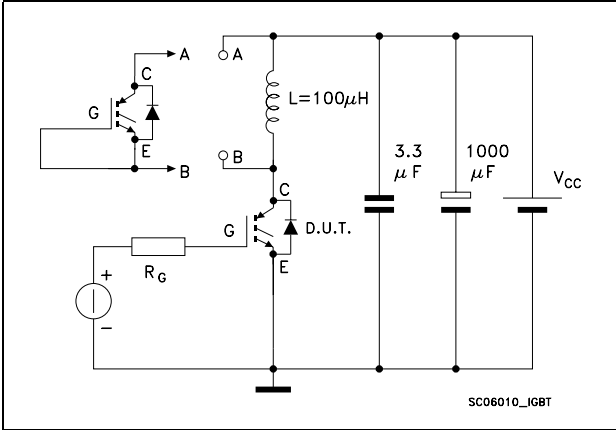 A
A
C
G
E
B
L=100μH
B
C
G
D.U.T.
E
3.3
μF
1000
μF
VCC
RG
+
−
SC06010_IGBT